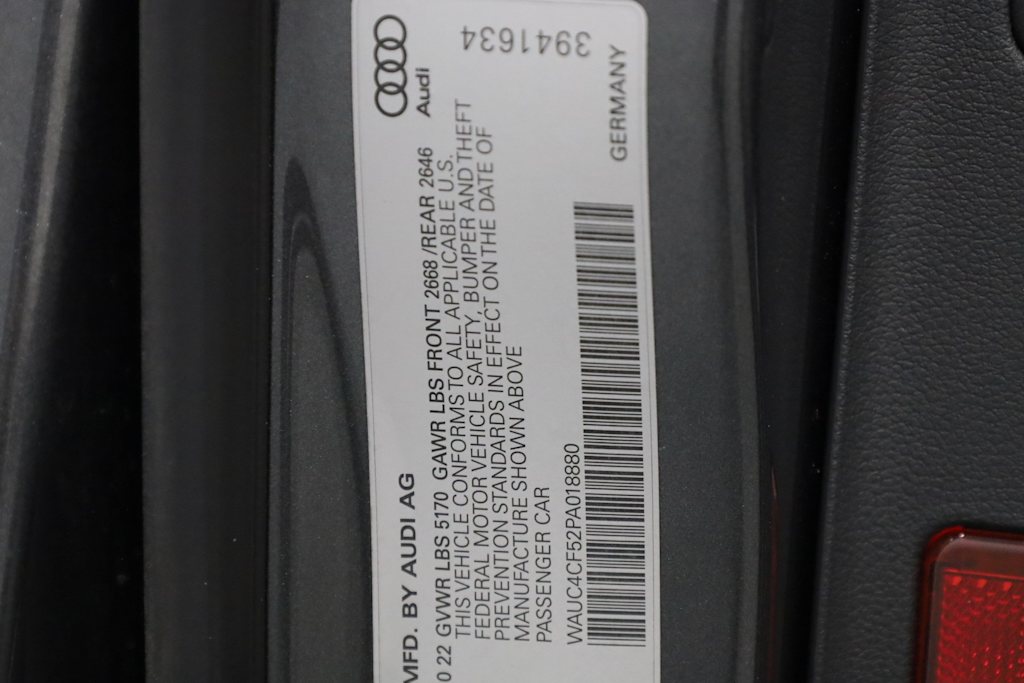 MFD. BY AUDI AG
Audi
0 22 GVWR LBS 5170 GAWR LBS FRONT 2668 /REAR 2646
THIS VEHICLE CONFORMS TO ALL APPLICABLE U.S.
FEDERAL MOTOR VEHICLE SAFETY, BUMPER AND THEFT
PREVENTION STANDARDS IN EFFECT ON THE DATE OF
MANUFACTURE SHOWN ABOVE
PASSENGER CAR
WAUC4CF52PA018880
GERMANY
3941634